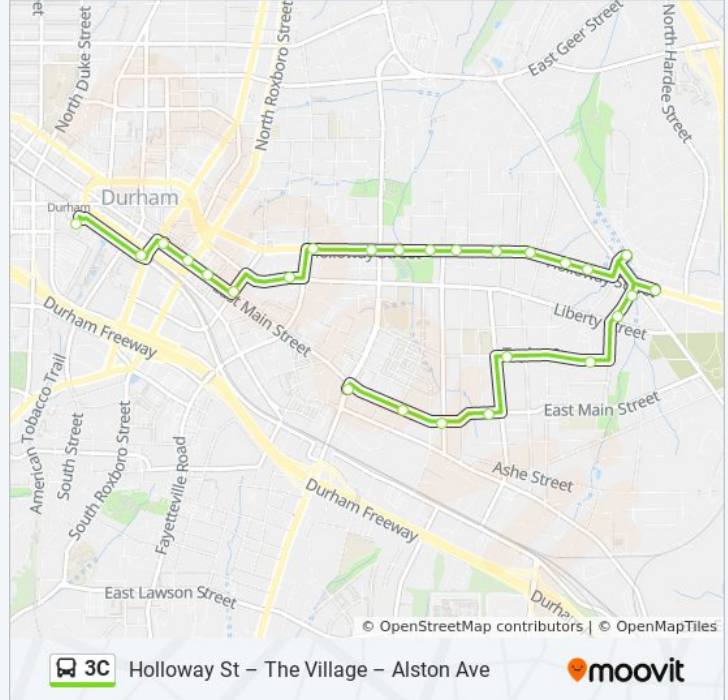 North Duke Street
North Roxboro Street
East Geer Street
North Hardee Street
Durham
Durham
Holloway Street
Liberty Street
East Main Street
Durham Freeway
American Tobacco Trail
South Street
South Roxboro Street
Fayetteville Road
East Main Street
Ashe Street
Durham Freeway
East Lawson Street
Durha
© OpenStreetMap contributors | © OpenMapTiles
3C Holloway St – The Village – Alston Ave
moovit